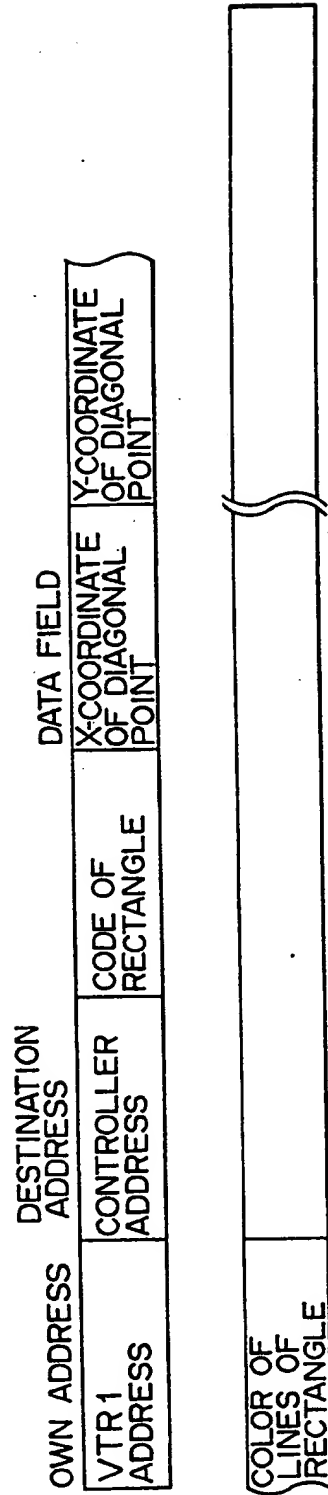 OWN ADDRESS
DESTINATION
ADDRESS
DATA FIELD
VTR1
ADDRESS
CONTROLLER
ADDRESS
CODE OF
RECTANGLE
X-COORDINATE
OF DIAGONAL
POINT
Y-COORDINATE
OF DIAGONAL
POINT
COLOR OF
LINES OF
RECTANGLE